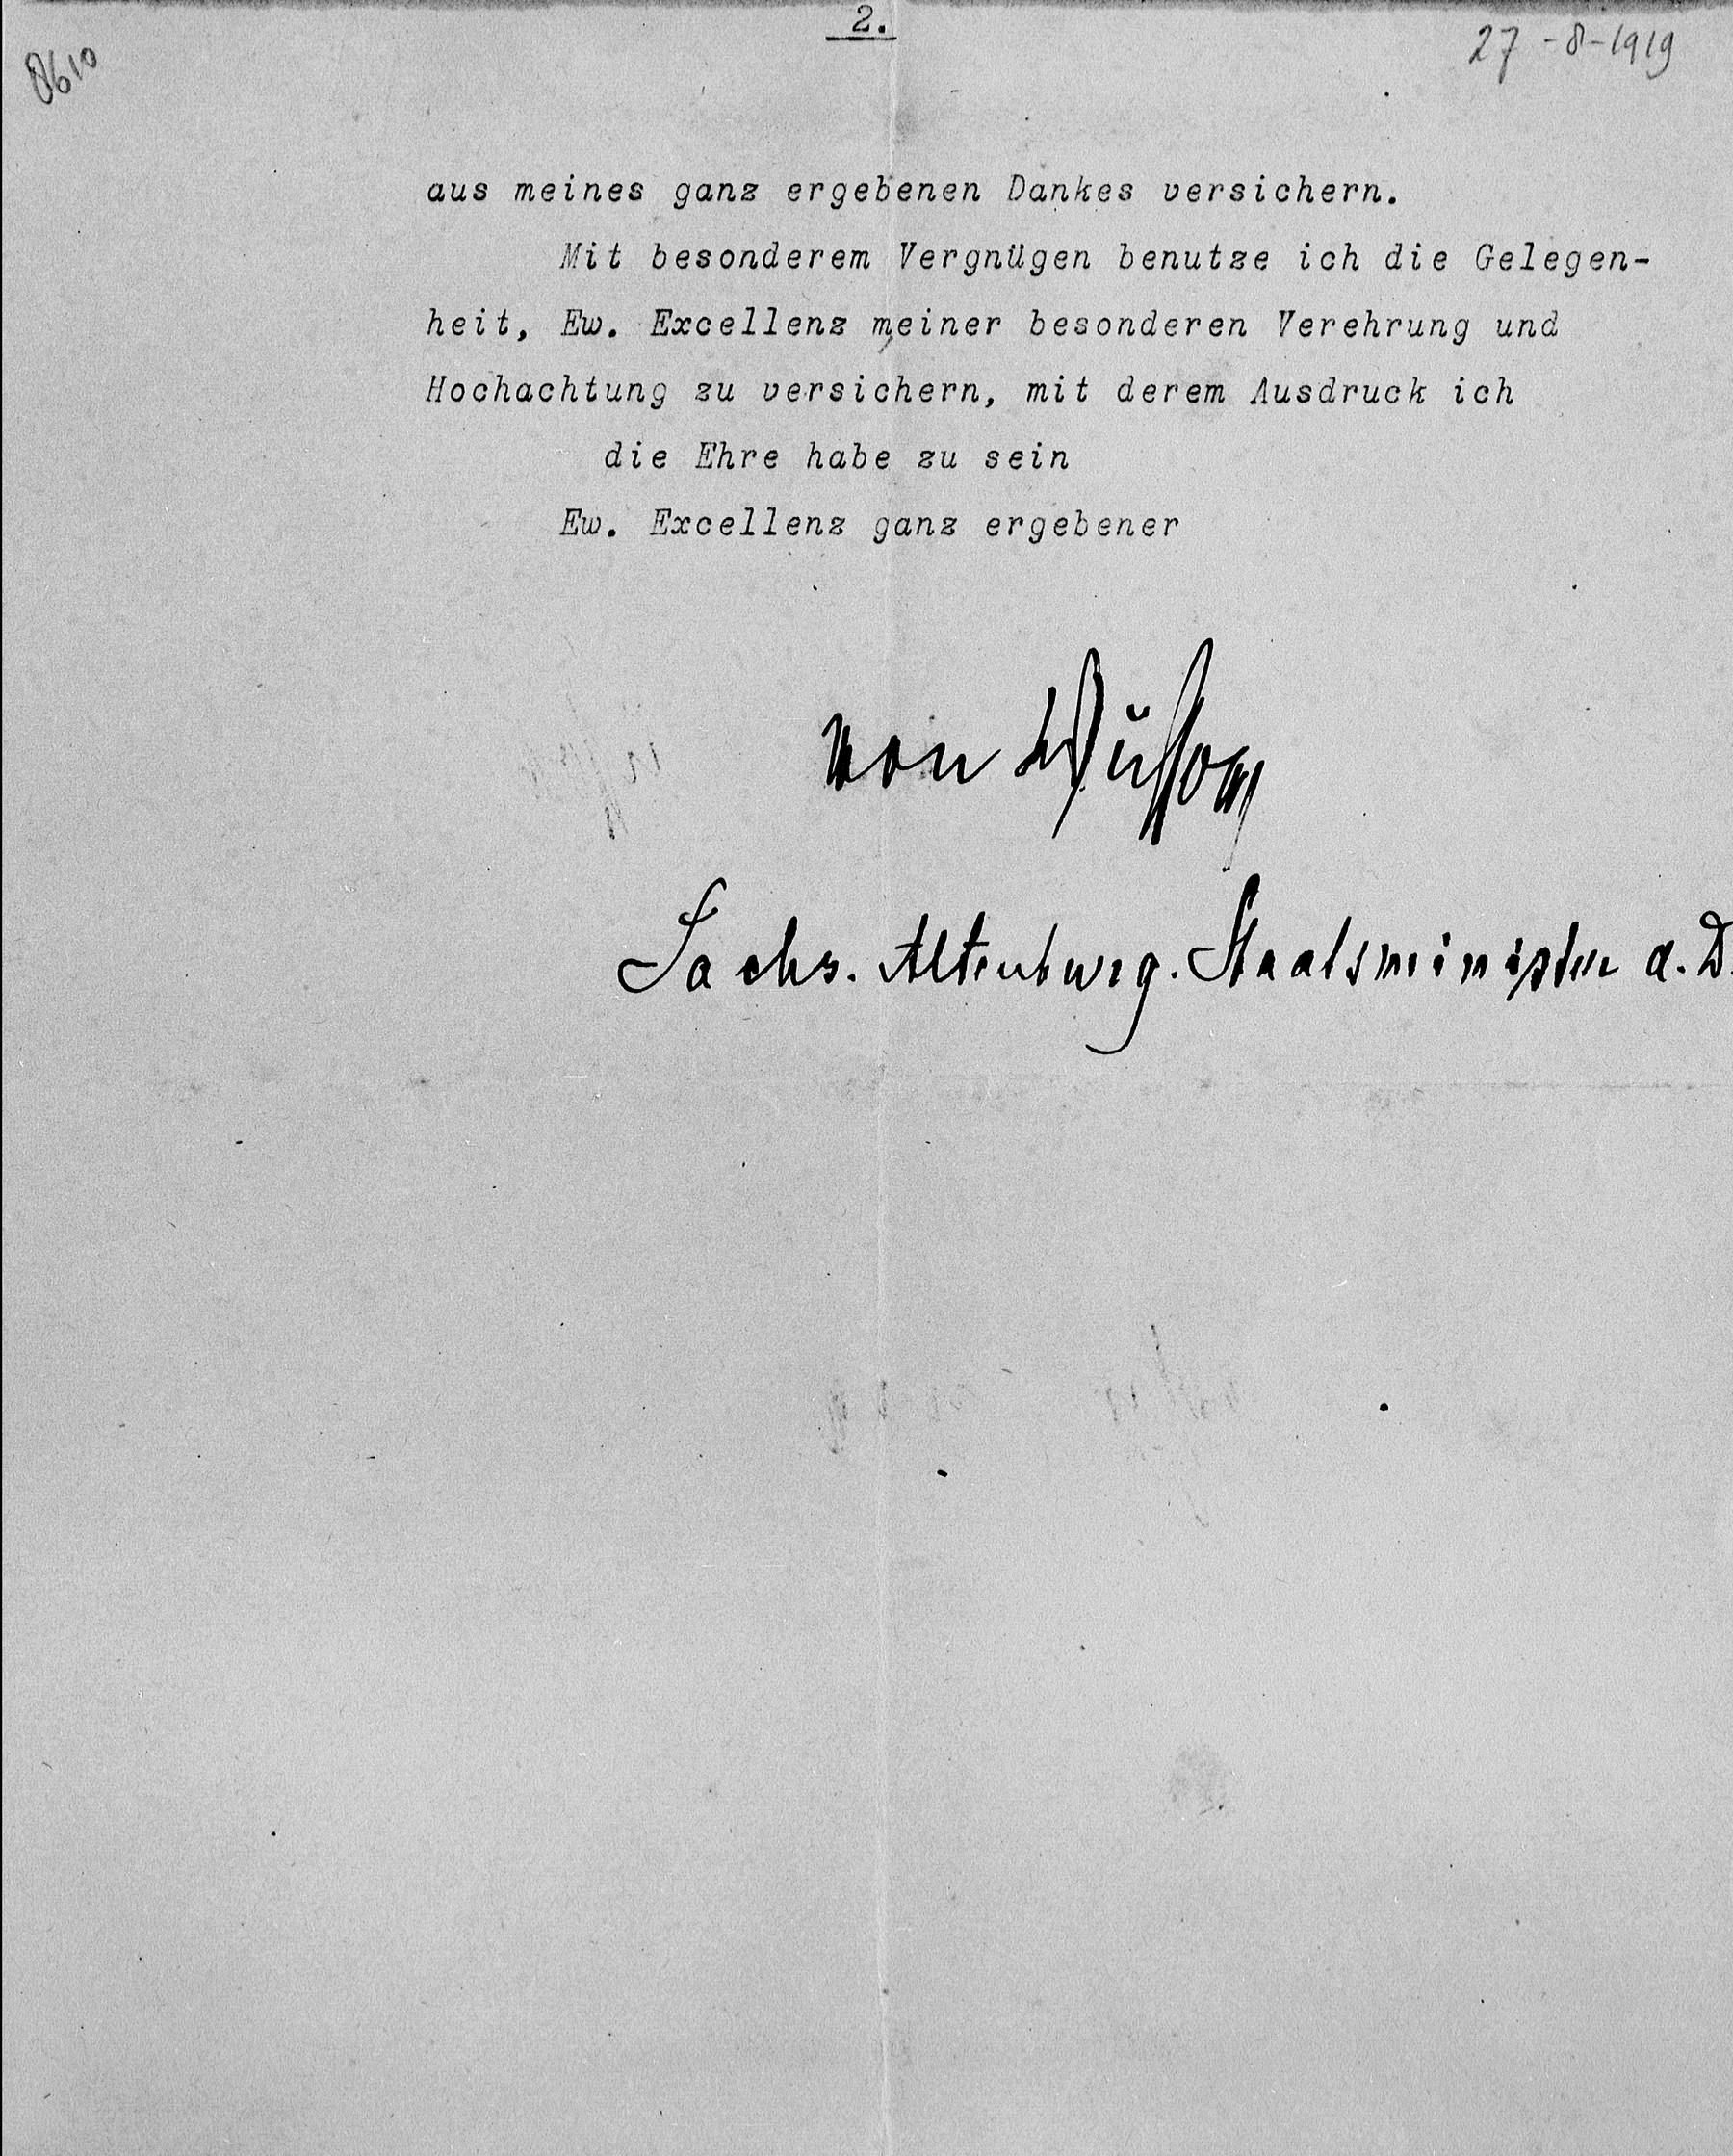 2.
8610
27-8-1919
aus meines ganz ergebenen Dankes versichern.
Mit besonderem Vergnügen benutze ich die Gelegen-
heit, Ew. Excellenz meiner besonderen Verehrung und
Hochachtung zu versichern, mit derem Ausdruck ich
die Ehre habe zu sein
Ew. Excellenz ganz ergebener
von Wussow
Sachs. Altenburg. Staatsminister a. D.